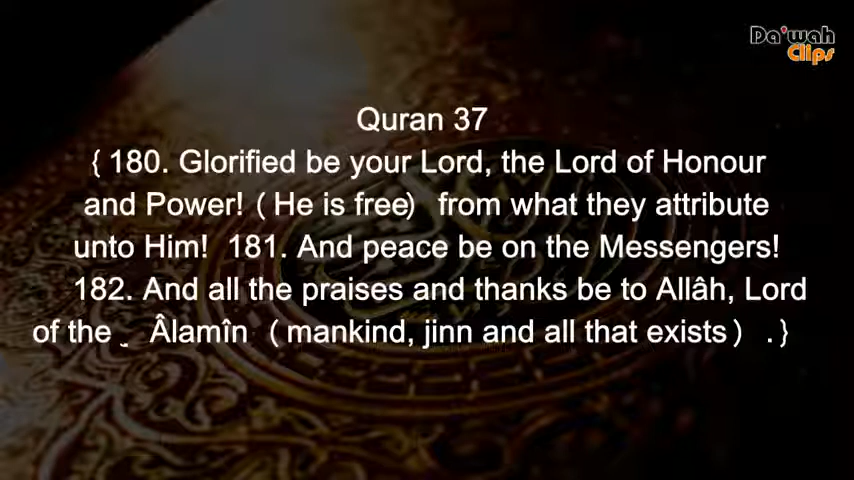 Da'wah
Clips
Quran 37
{ 180. Glorified be your Lord, the Lord of Honour
and Power! ( He is free) from what they attribute
unto Him! 181. And peace be on the Messengers!
182. And all the praises and thanks be to Allâh, Lord
of the ِ Âlamîn ( mankind, jinn and all that exists ) . }